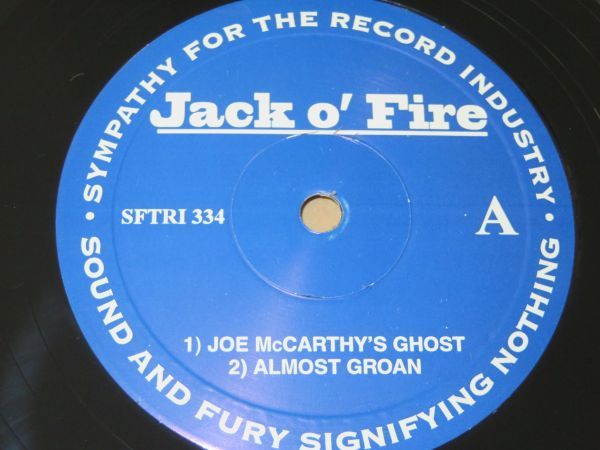 • SYMPATHY FOR THE RECORD INDUSTRY •
Jack o' Fire
SFTRI 334
A
1) JOE McCARTHY'S GHOST
2) ALMOST GROAN
SOUND AND FURY SIGNIFYING NOTHING